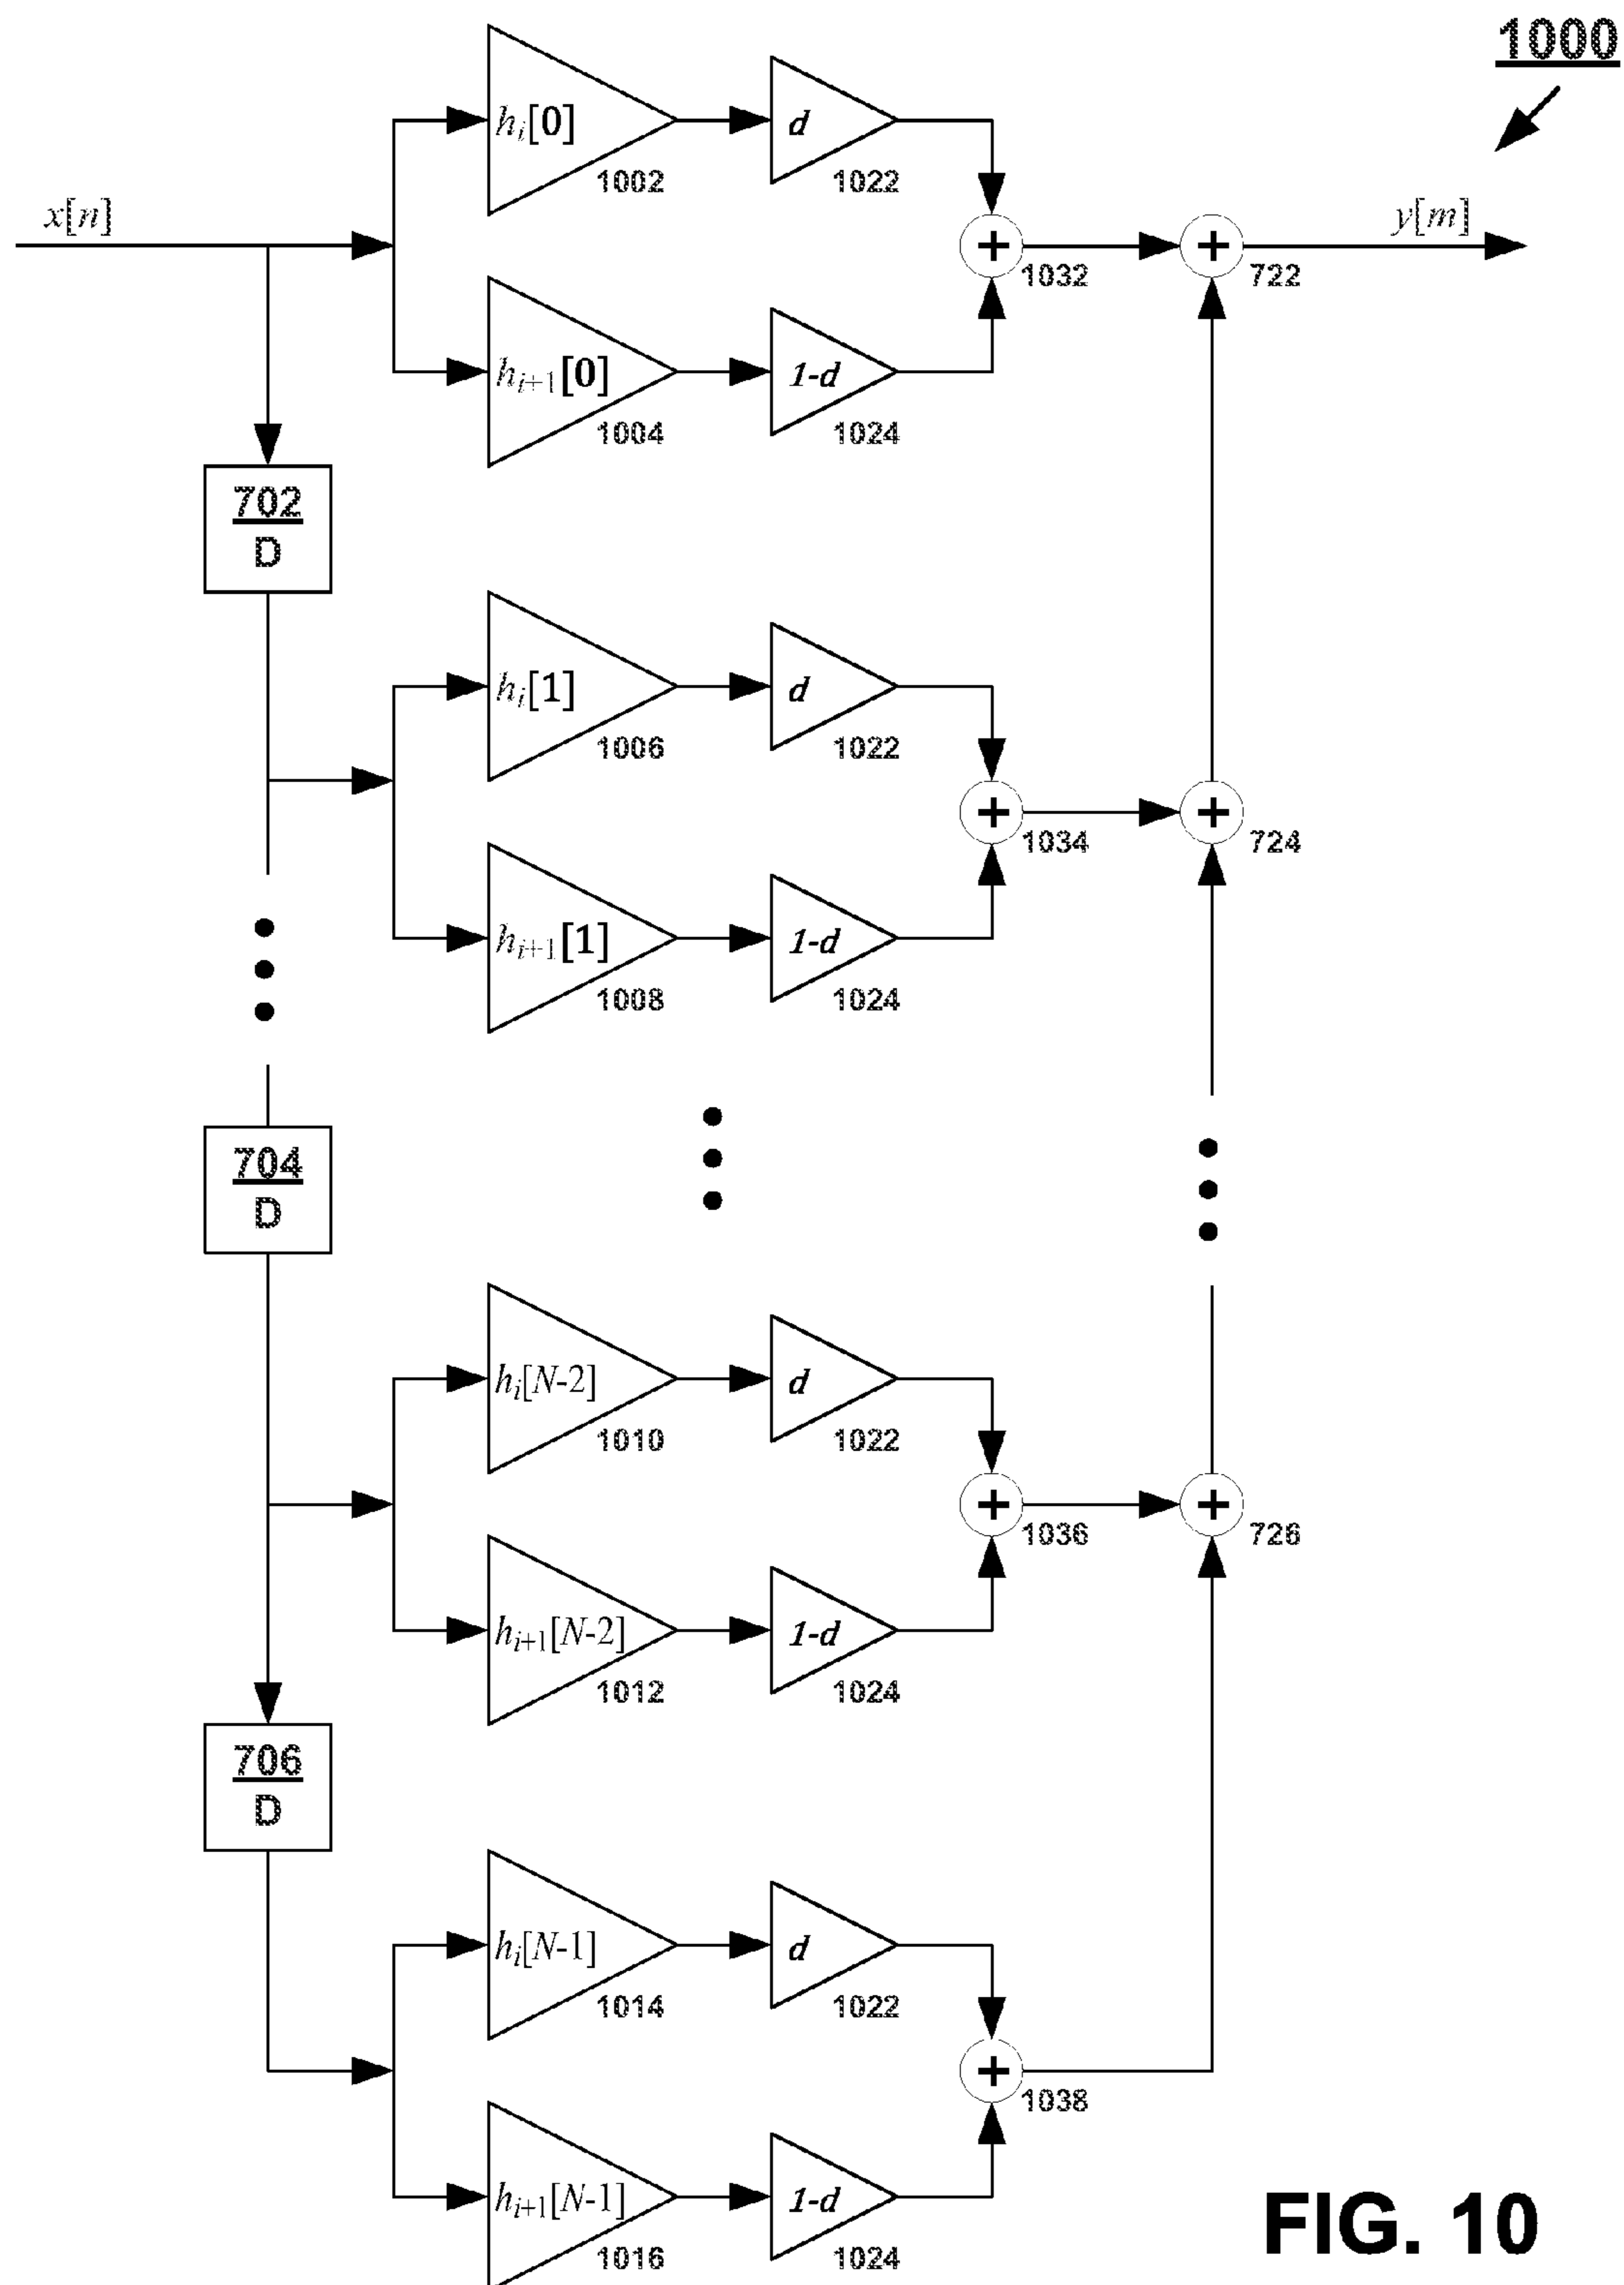 1000
h_i[0]
1002
d
1022
x[n]
+
1032
+
722
y[m]
h_{i+1}[0]
1004
1-d
1024
702
D
h_i[1]
1006
d
1022
+
1034
+
724
h_{i+1}[1]
1008
1-d
1024
704
D
h_i[N-2]
1010
d
1022
+
1036
+
726
h_{i+1}[N-2]
1012
1-d
1024
706
D
h_i[N-1]
1014
d
1022
+
1038
h_{i+1}[N-1]
1016
1-d
1024
FIG. 10